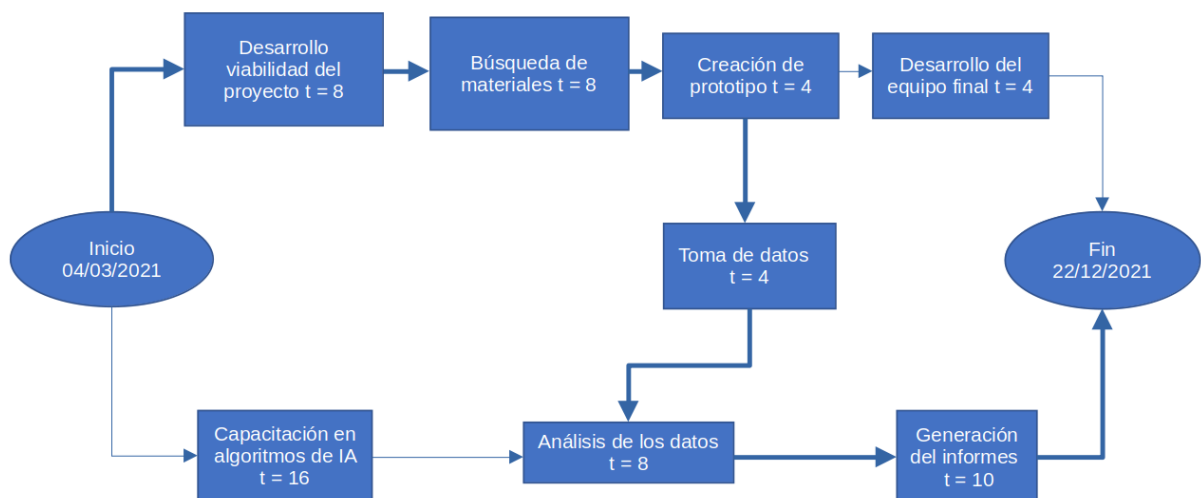 Desarrollo
viabilidad del
proyecto t = 8
Búsqueda de
materiales t = 8
Creación de
prototipo t = 4
Desarrollo del
equipo final t = 4
Inicio
04/03/2021
Toma de datos
t = 4
Fin
22/12/2021
Capacitación en
algoritmos de IA
t = 16
Análisis de los datos
t = 8
Generación
del informes
t = 10